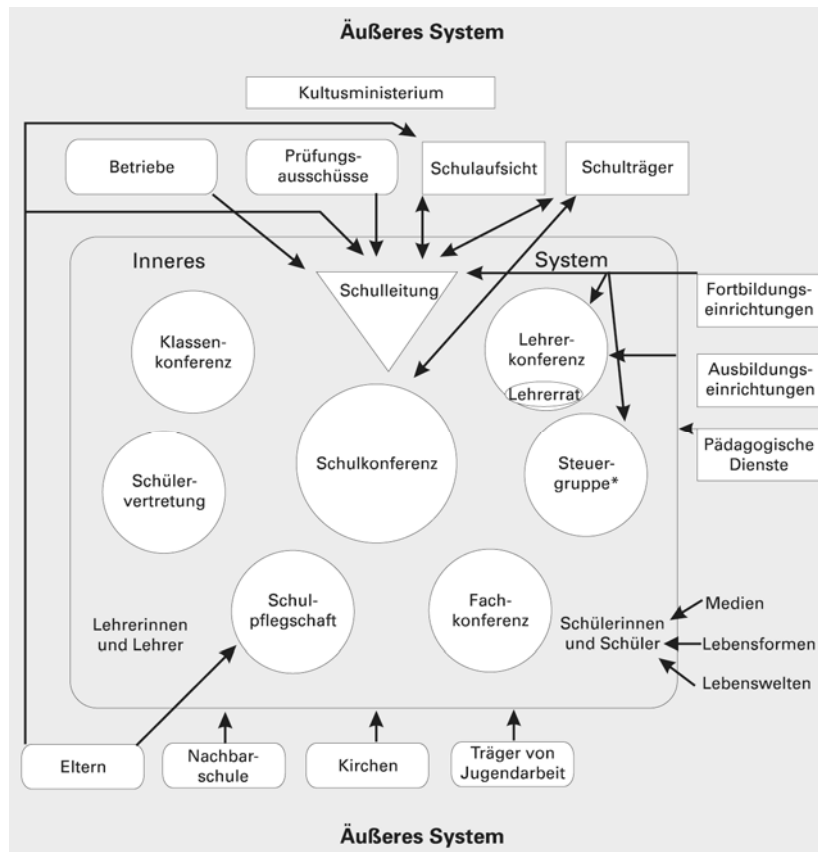 Äußeres System
Kultusministerium
Betriebe
Prüfungs-
ausschüsse
Schulaufsicht
Schulträger
Inneres
System
Schulleitung
Fortbildungs-
einrichtungen
Klassen-
konferenz
Lehrer-
konferenz
Lehrerrat
Ausbildungs-
einrichtungen
Pädagogische
Dienste
Schulkonferenz
Schüler-
vertretung
Steuer-
gruppe*
Schul-
pflegschaft
Fach-
konferenz
Lehrerinnen
und Lehrer
Schülerinnen
und Schüler
Medien
Lebensformen
Lebenswelten
Eltern
Nachbar-
schule
Kirchen
Träger von
Jugendarbeit
Äußeres System